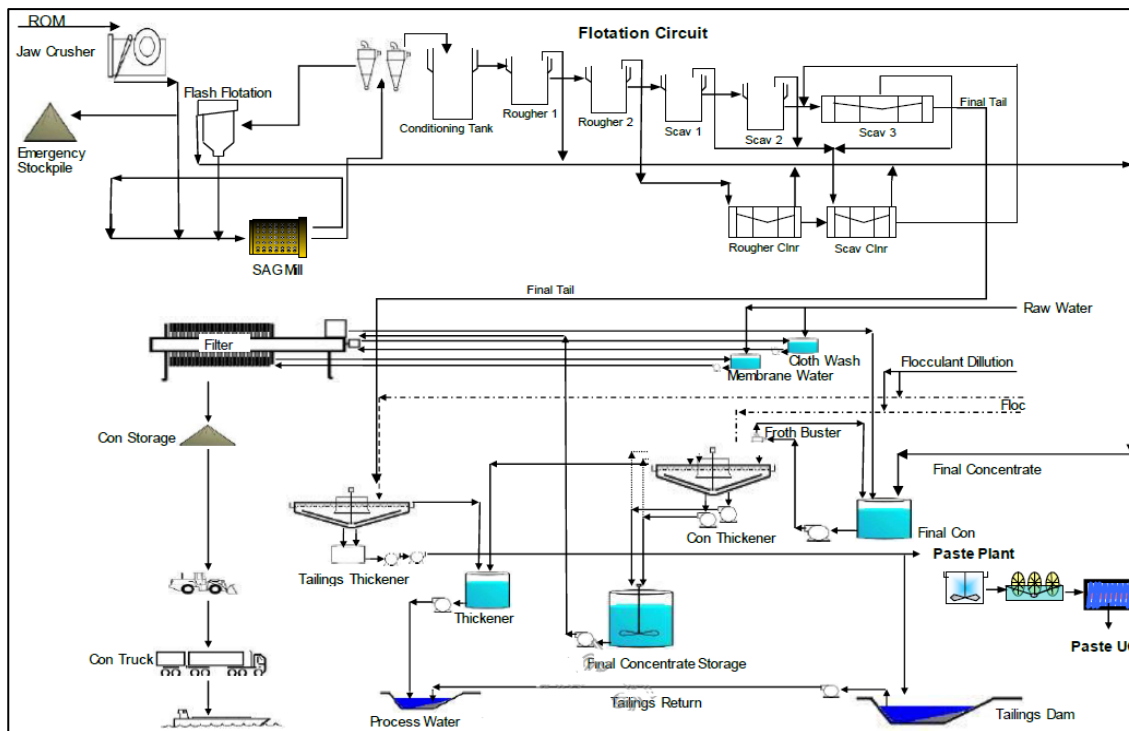 ROM
Jaw Crusher
Flotation Circuit
Flash Flotation
Conditioning Tank
Rougher 1
Rougher 2
Scav 1
Scav 2
Scav 3
Final Tail
Emergency
Stockpile
SAG Mill
Rougher Clnr
Scav Clnr
Final Tail
Raw Water
Filter
Cloth Wash
Membrane Water
Flocculant Dillution
Floc
Con Storage
Froth Buster
Final Concentrate
Con Thickener
Final Con
Paste Plant
Tailings Thickener
Thickener
Paste UG
Final Concentrate Storage
Con Truck
Tailings Return
Process Water
Tailings Dam